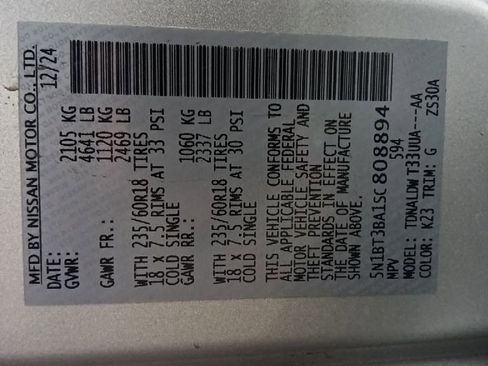 MFD BY NISSAN MOTOR CO., LTD.
DATE: 12/24
GVWR: 2105 KG
4641 LB
GAWR FR.: 1120 KG
2469 LB
WITH 235/60R18 TIRES
18 X 7.5 RIMS AT 33 PSI
COLD SINGLE
GAWR RR.: 1060 KG
2337 LB
WITH 235/60R18 TIRES
18 X 7.5 RIMS AT 30 PSI
COLD SINGLE
THIS VEHICLE CONFORMS TO
ALL APPLICABLE FEDERAL
MOTOR VEHICLE SAFETY AND
THEFT PREVENTION
STANDARDS IN EFFECT ON
THE DATE OF MANUFACTURE
SHOWN ABOVE.
5N1BT3BA1SC808894
MPV 594
MODEL: TDNALDW T33UUA---AA
COLOR: K23 TRIM: G ZS30A